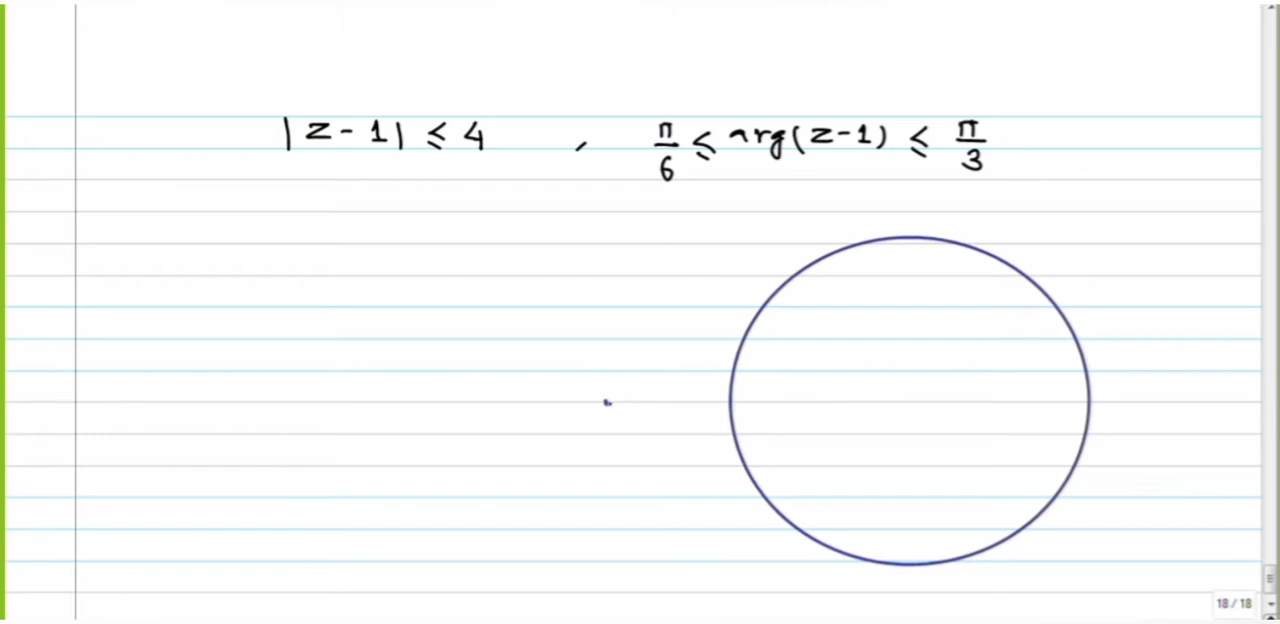 |z-1| ≤ 4 , π/6 ≤ arg(z-1) ≤ π/3
18 / 18